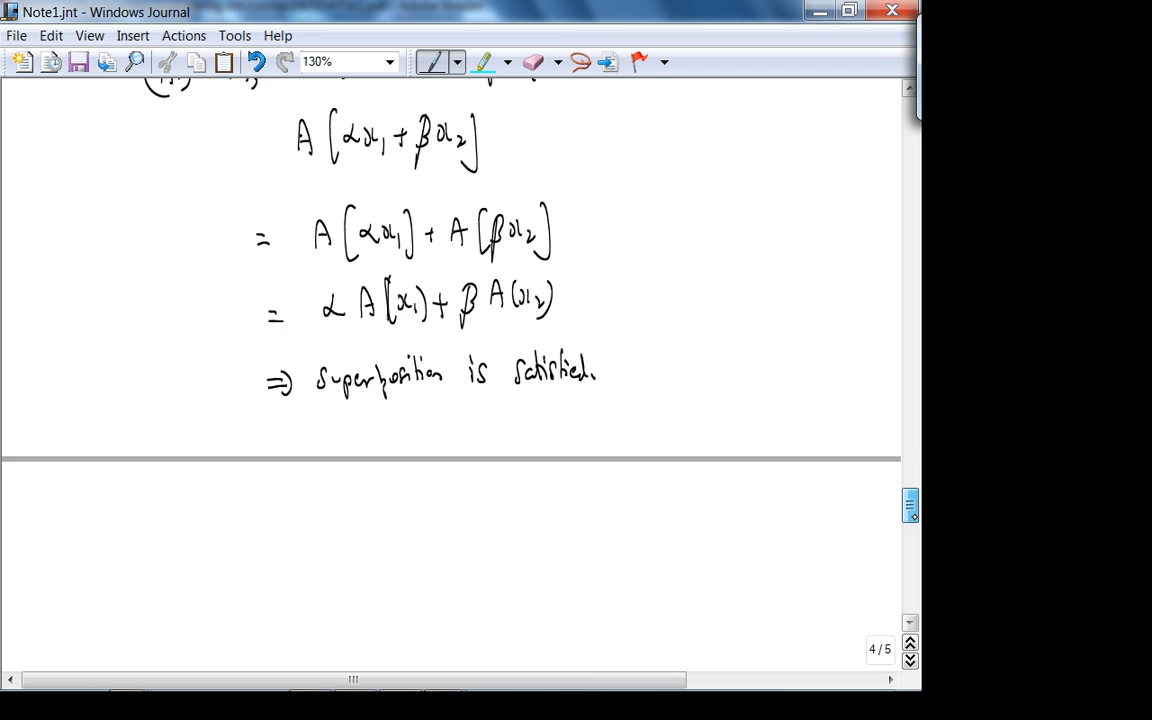 Note1.jnt - Windows Journal
File Edit View Insert Actions Tools Help
130%
A[αx₁ + βx₂]
= A[αx₁] + A[βx₂]
= α A[x₁) + β A(x₂)
⇒ superposition is satisfied.
4 / 5